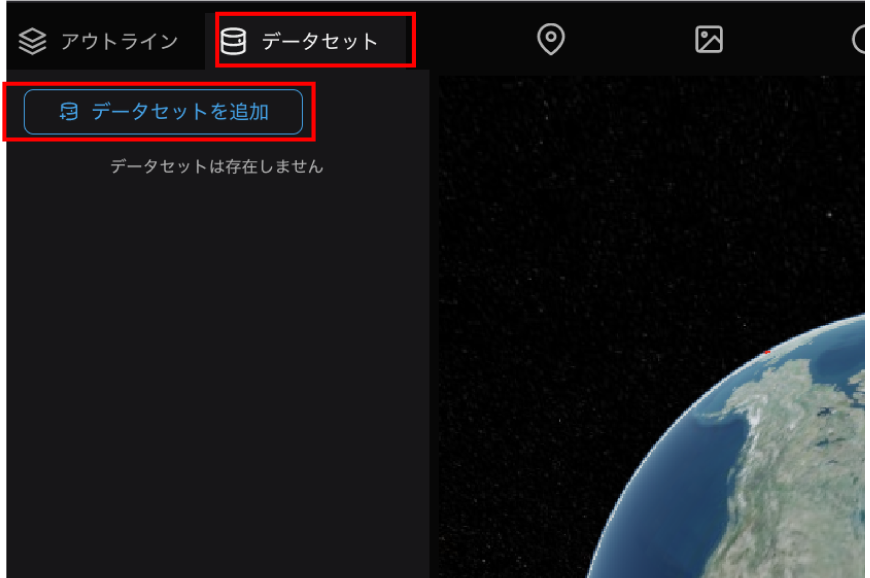 アウトライン
データセット
データセットを追加
データセットは存在しません